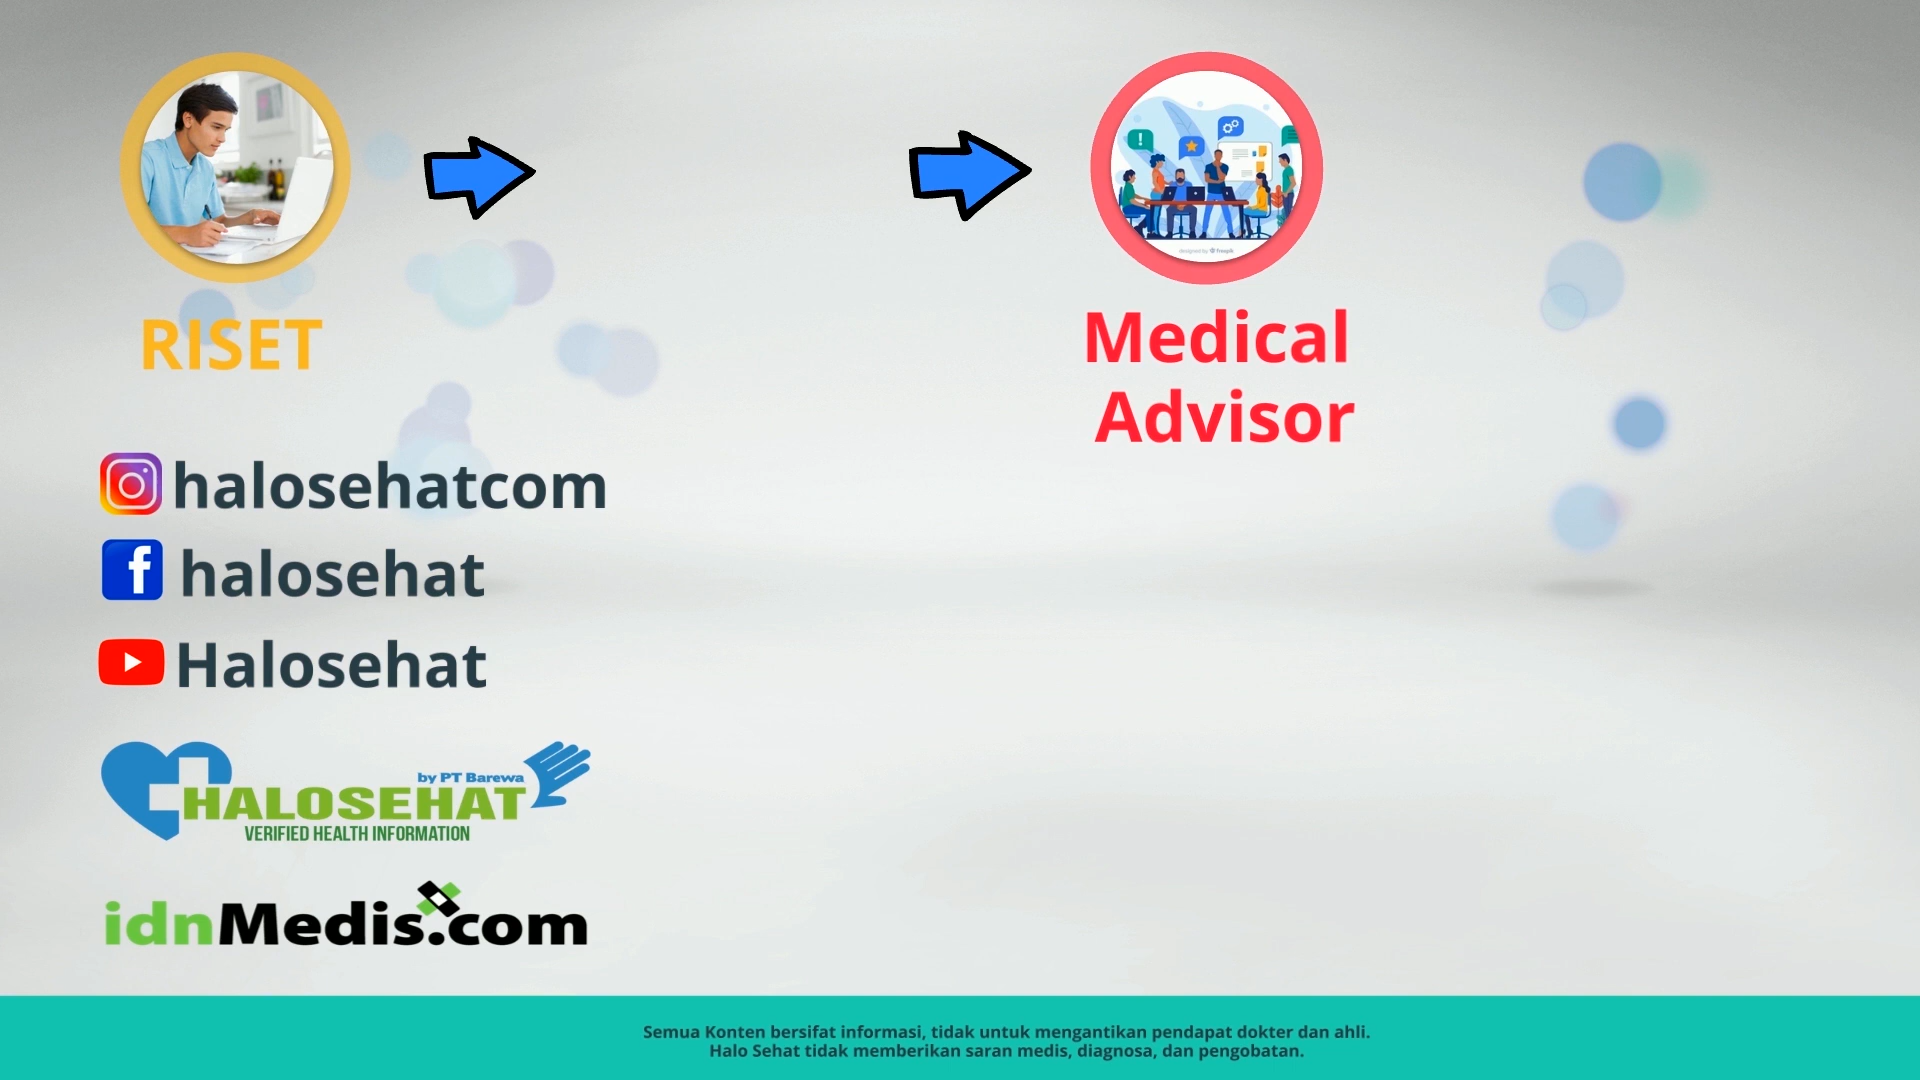 RISET
Medical
Advisor
halosehatcom
halosehat
Halosehat
by PT Barewa
HALOSEHAT
VERIFIED HEALTH INFORMATION
idnMedis.com
Semua Konten bersifat informasi, tidak untuk mengantikan pendapat dokter dan ahli.
Halo Sehat tidak memberikan saran medis, diagnosa, dan pengobatan.